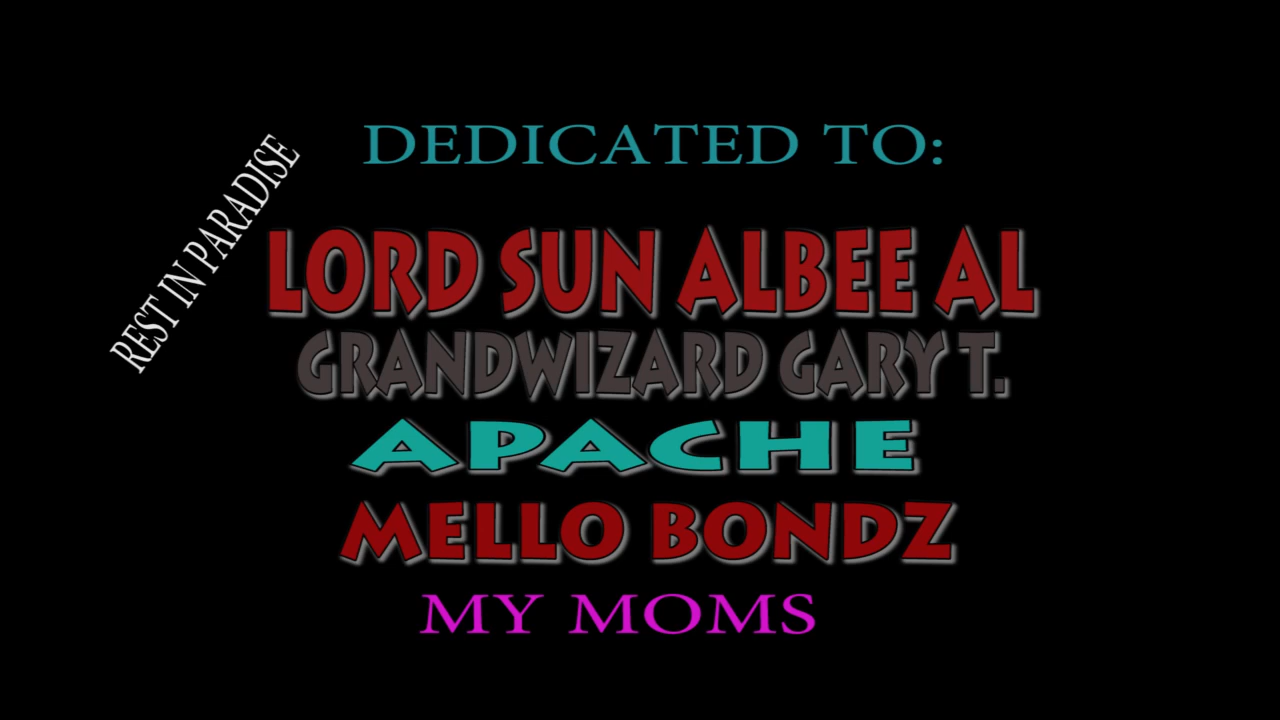 DEDICATED TO:
REST IN PARADISE
LORD SUN ALBEE AL
GRANDWIZARD GARY T.
APACHE
MELLO BONDZ
MY MOMS